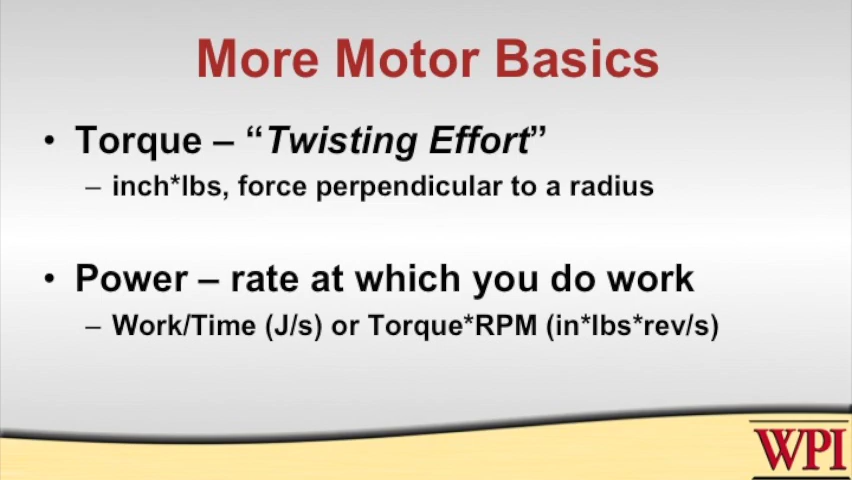 More Motor Basics
• Torque – “Twisting Effort”
– inch*lbs, force perpendicular to a radius
• Power – rate at which you do work
– Work/Time (J/s) or Torque*RPM (in*lbs*rev/s)
WPI